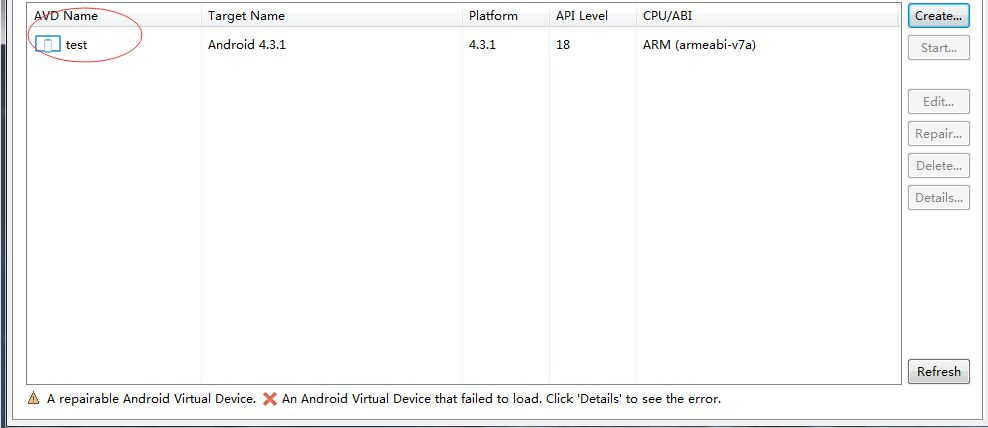 AVD Name Target Name Platform API Level CPU/ABI
test Android 4.3.1 4.3.1 18 ARM (armeabi-v7a)
Create...
Start...
Edit...
Repair...
Delete...
Details...
Refresh
A repairable Android Virtual Device. An Android Virtual Device that failed to load. Click 'Details' to see the error.